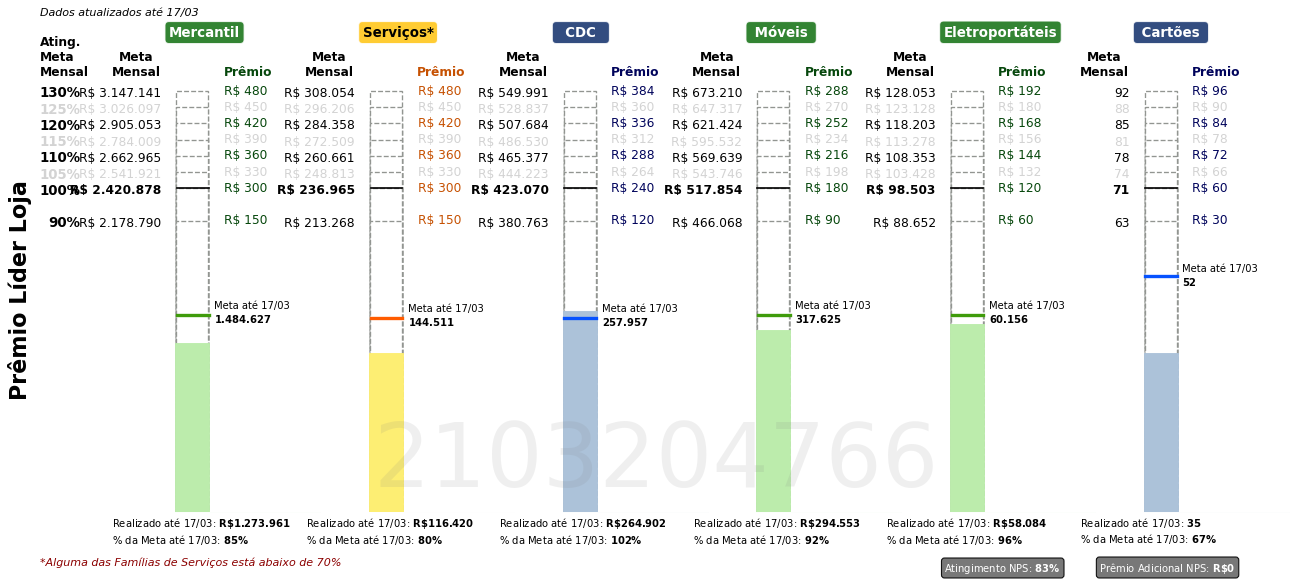 Dados atualizados até 17/03
Mercantil Serviços* CDC Móveis Eletroportáteis Cartões
Ating. Meta Mensal Meta Mensal Prêmio Meta Mensal Prêmio Meta Mensal Prêmio Meta Mensal Prêmio Meta Mensal Prêmio Meta Mensal Prêmio
130% R$ 3.147.141 R$ 480 R$ 308.054 R$ 480 R$ 549.991 R$ 384 R$ 673.210 R$ 288 R$ 128.053 R$ 192 92 R$ 96
125% R$ 3.026.097 R$ 450 R$ 296.206 R$ 450 R$ 528.837 R$ 360 R$ 647.317 R$ 270 R$ 123.128 R$ 180 88 R$ 90
120% R$ 2.905.053 R$ 420 R$ 284.358 R$ 420 R$ 507.684 R$ 336 R$ 621.424 R$ 252 R$ 118.203 R$ 168 85 R$ 84
115% R$ 2.784.009 R$ 390 R$ 272.509 R$ 390 R$ 486.530 R$ 312 R$ 595.532 R$ 234 R$ 113.278 R$ 156 81 R$ 78
110% R$ 2.662.965 R$ 360 R$ 260.661 R$ 360 R$ 465.377 R$ 288 R$ 569.639 R$ 216 R$ 108.353 R$ 144 78 R$ 72
105% R$ 2.541.921 R$ 330 R$ 248.813 R$ 330 R$ 444.223 R$ 264 R$ 543.746 R$ 198 R$ 103.428 R$ 132 74 R$ 66
100% R$ 2.420.878 R$ 300 R$ 236.965 R$ 300 R$ 423.070 R$ 240 R$ 517.854 R$ 180 R$ 98.503 R$ 120 71 R$ 60
90% R$ 2.178.790 R$ 150 R$ 213.268 R$ 150 R$ 380.763 R$ 120 R$ 466.068 R$ 90 R$ 88.652 R$ 60 63 R$ 30
Prêmio Líder Loja
Meta até 17/03
1.484.627
Meta até 17/03
144.511
Meta até 17/03
257.957
Meta até 17/03
317.625
Meta até 17/03
60.156
Meta até 17/03
52
2103204766
Realizado até 17/03: R$1.273.961
% da Meta até 17/03: 85%
Realizado até 17/03: R$116.420
% da Meta até 17/03: 80%
Realizado até 17/03: R$264.902
% da Meta até 17/03: 102%
Realizado até 17/03: R$294.553
% da Meta até 17/03: 92%
Realizado até 17/03: R$58.084
% da Meta até 17/03: 96%
Realizado até 17/03: 35
% da Meta até 17/03: 67%
*Alguma das Famílias de Serviços está abaixo de 70%
Atingimento NPS: 83%
Prêmio Adicional NPS: R$0